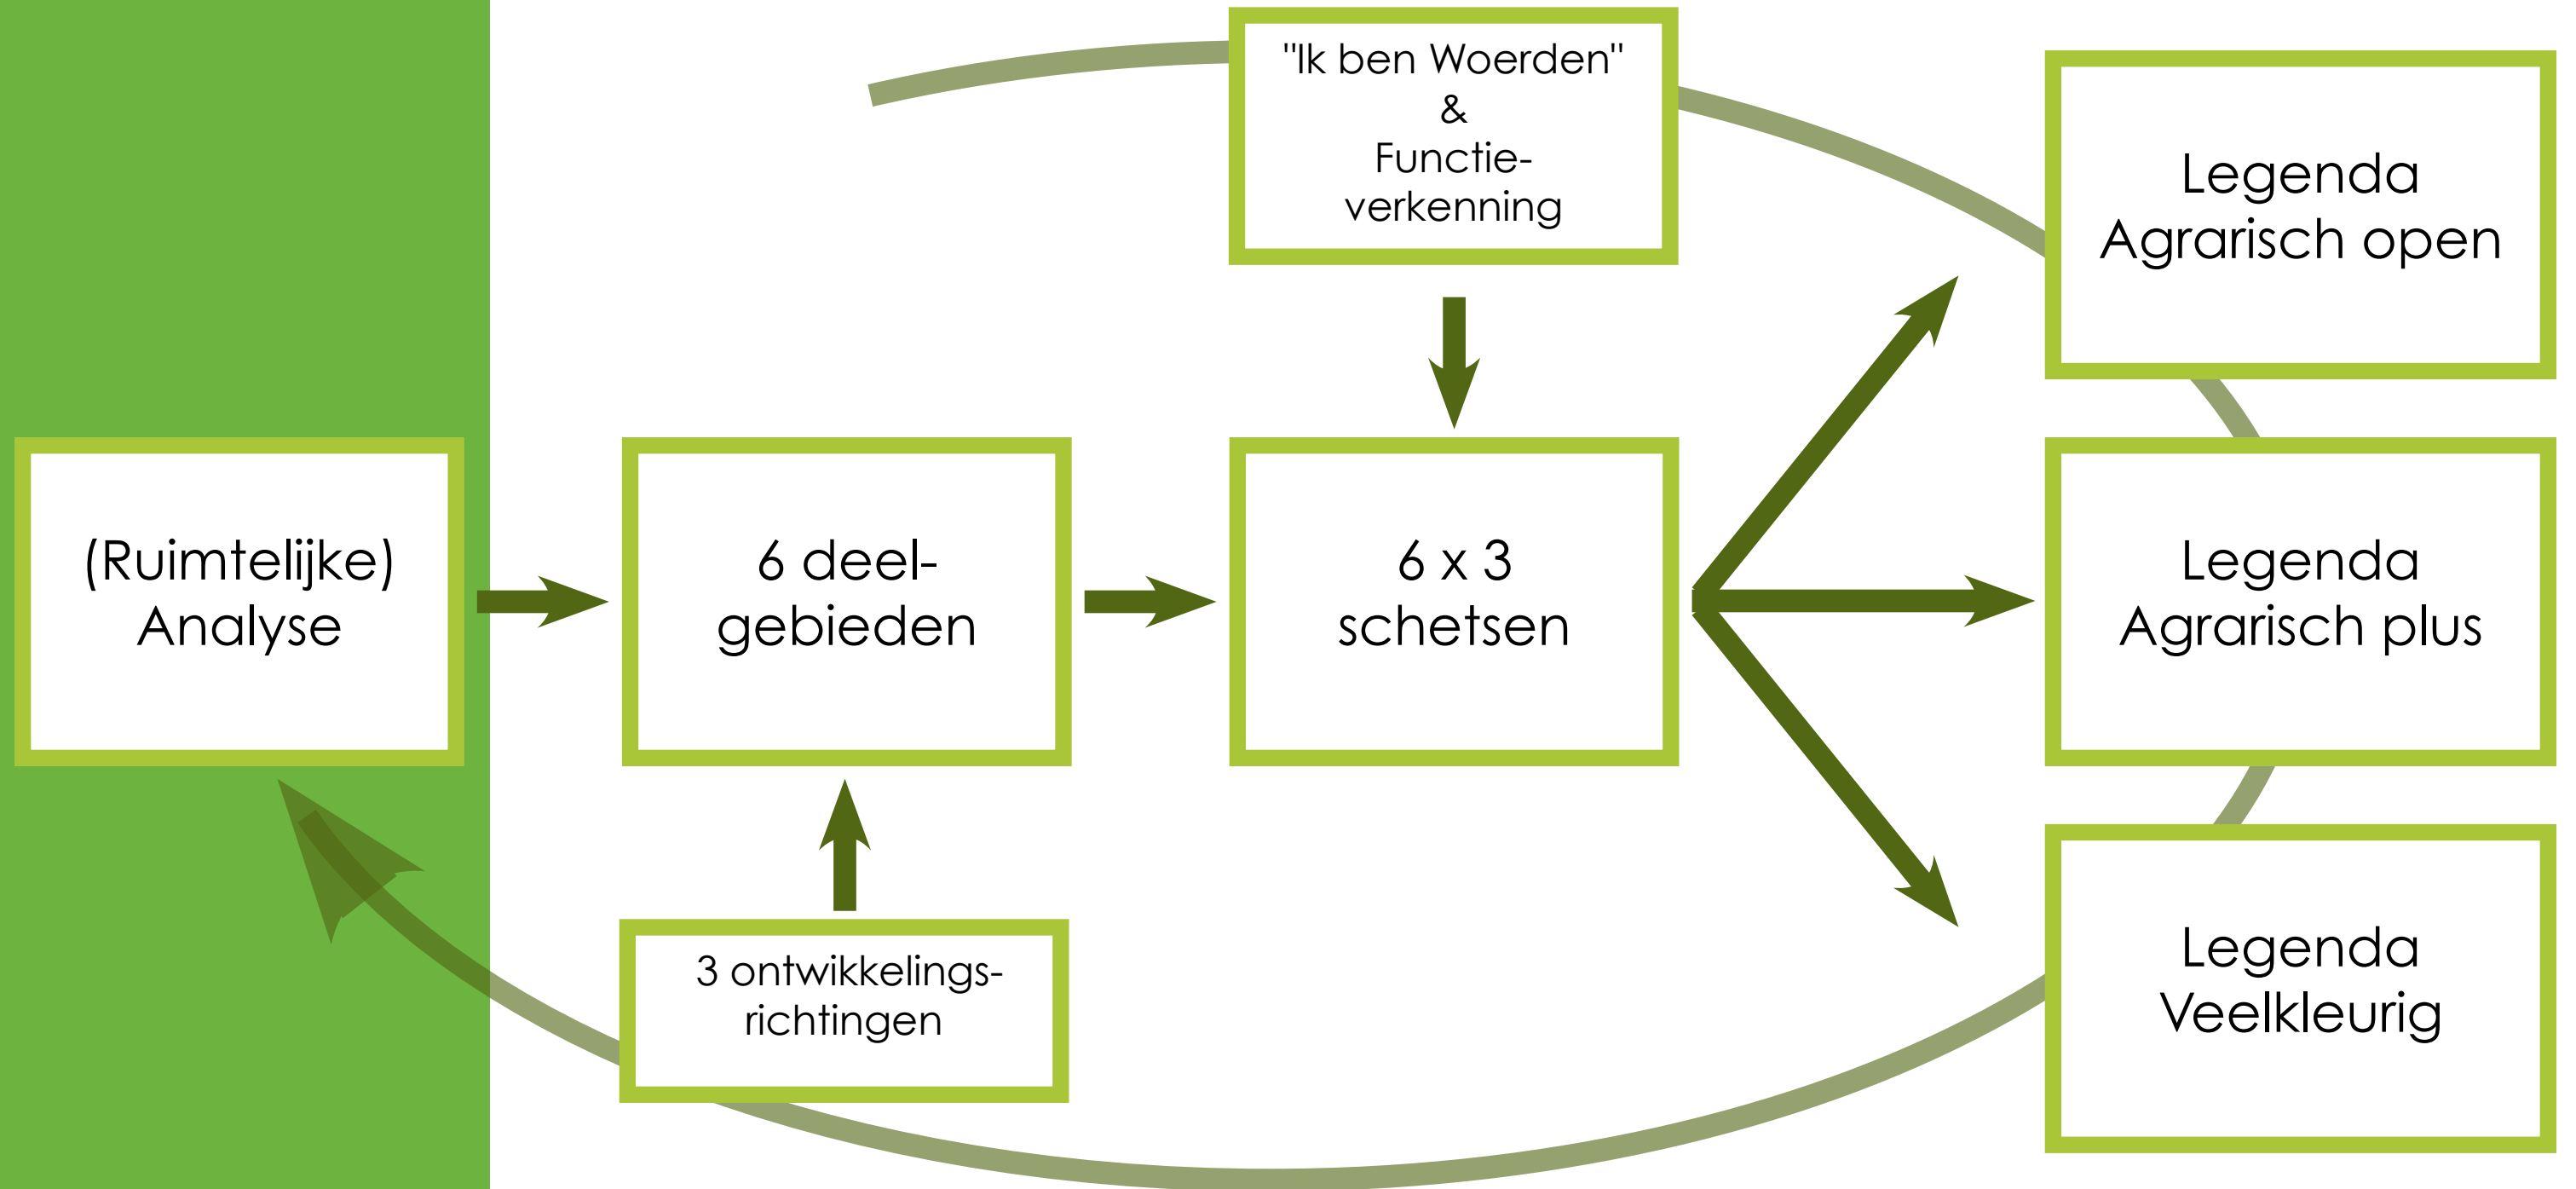 "Ik ben Woerden"
&
Functie-
verkenning
Legenda
Agrarisch open
(Ruimtelijke)
Analyse
6 deel-
gebieden
6 x 3
schetsen
Legenda
Agrarisch plus
3 ontwikkelings-
richtingen
Legenda
Veelkleurig